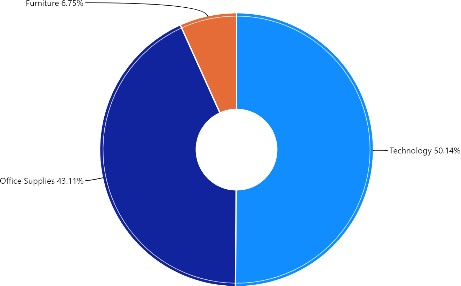 Furniture 6.75%
Technology 50.14%
Office Supplies 43.11%